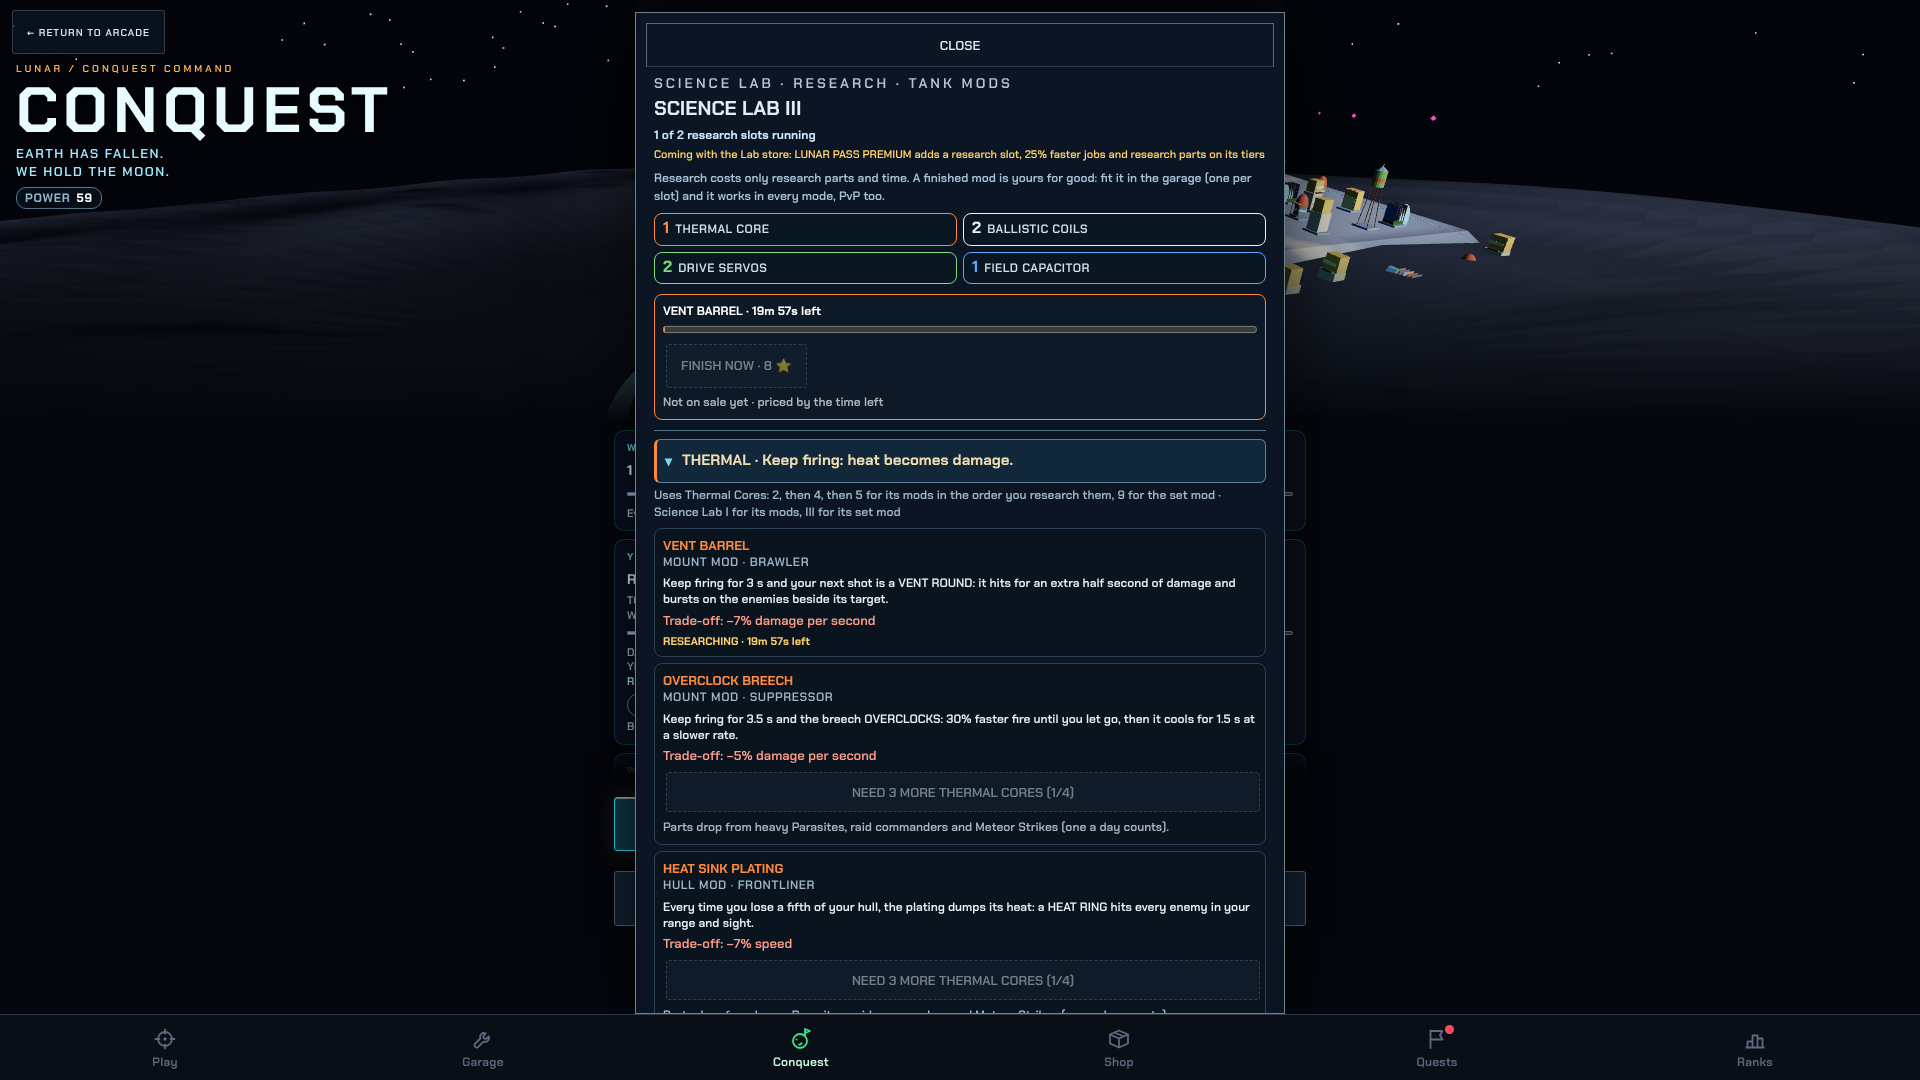 ← RETURN TO ARCADE
LUNAR / CONQUEST COMMAND
CONQUEST
EARTH HAS FALLEN.
WE HOLD THE MOON.
POWER 59
CLOSE
SCIENCE LAB · RESEARCH · TANK MODS
SCIENCE LAB III
1 of 2 research slots running
Coming with the Lab store: LUNAR PASS PREMIUM adds a research slot, 25% faster jobs and research parts on its tiers
Research costs only research parts and time. A finished mod is yours for good: fit it in the garage (one per
slot) and it works in every mode, PvP too.
1 THERMAL CORE
2 BALLISTIC COILS
2 DRIVE SERVOS
1 FIELD CAPACITOR
VENT BARREL · 19m 57s left
FINISH NOW · 8 ⭐
Not on sale yet · priced by the time left
▼ THERMAL · Keep firing: heat becomes damage.
Uses Thermal Cores: 2, then 4, then 5 for its mods in the order you research them, 9 for the set mod ·
Science Lab I for its mods, III for its set mod
VENT BARREL
MOUNT MOD · BRAWLER
Keep firing for 3 s and your next shot is a VENT ROUND: it hits for an extra half second of damage and
bursts on the enemies beside its target.
Trade-off: −7% damage per second
RESEARCHING · 19m 57s left
OVERCLOCK BREECH
MOUNT MOD · SUPPRESSOR
Keep firing for 3.5 s and the breech OVERCLOCKS: 30% faster fire until you let go, then it cools for 1.5 s at
a slower rate.
Trade-off: −5% damage per second
NEED 3 MORE THERMAL CORES (1/4)
Parts drop from heavy Parasites, raid commanders and Meteor Strikes (one a day counts).
HEAT SINK PLATING
HULL MOD · FRONTLINER
Every time you lose a fifth of your hull, the plating dumps its heat: a HEAT RING hits every enemy in your
range and sight.
Trade-off: −7% speed
NEED 3 MORE THERMAL CORES (1/4)
Play
Garage
Conquest
Shop
Quests
Ranks